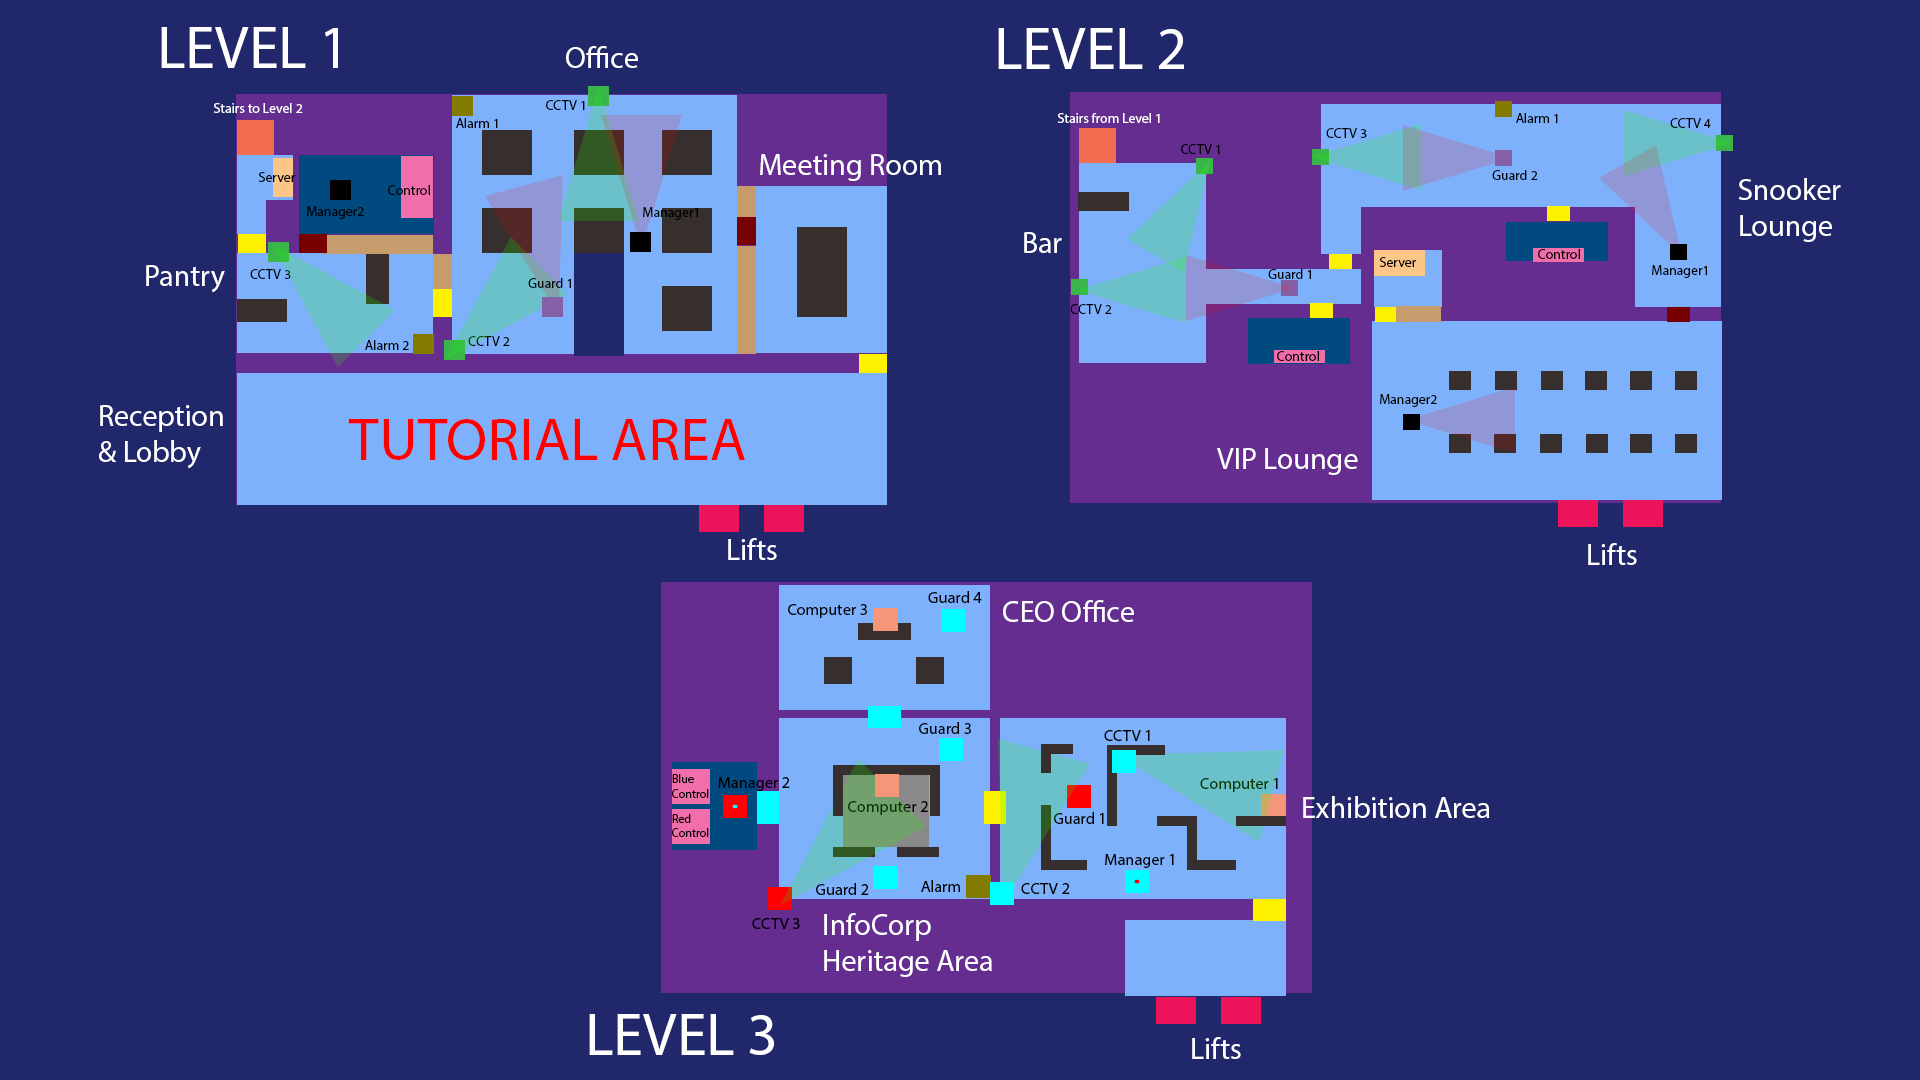 LEVEL 1
Office
Stairs to Level 2
CCTV 1
Alarm 1
Meeting Room
Server
Control
Manager2
Manager1
Pantry
CCTV 3
Guard 1
Alarm 2
CCTV 2
Reception
& Lobby
TUTORIAL AREA
Lifts
LEVEL 2
Stairs from Level 1
Alarm 1
CCTV 3
CCTV 4
CCTV 1
Guard 2
Snooker
Lounge
Bar
Server
Control
Manager1
Guard 1
CCTV 2
Control
Manager2
VIP Lounge
Lifts
Computer 3
Guard 4
CEO Office
Guard 3
CCTV 1
Blue
Control
Manager 2
Computer 1
Computer 2
Exhibition Area
Red
Control
Guard 1
Manager 1
Guard 2
Alarm
CCTV 2
CCTV 3
InfoCorp
Heritage Area
LEVEL 3
Lifts